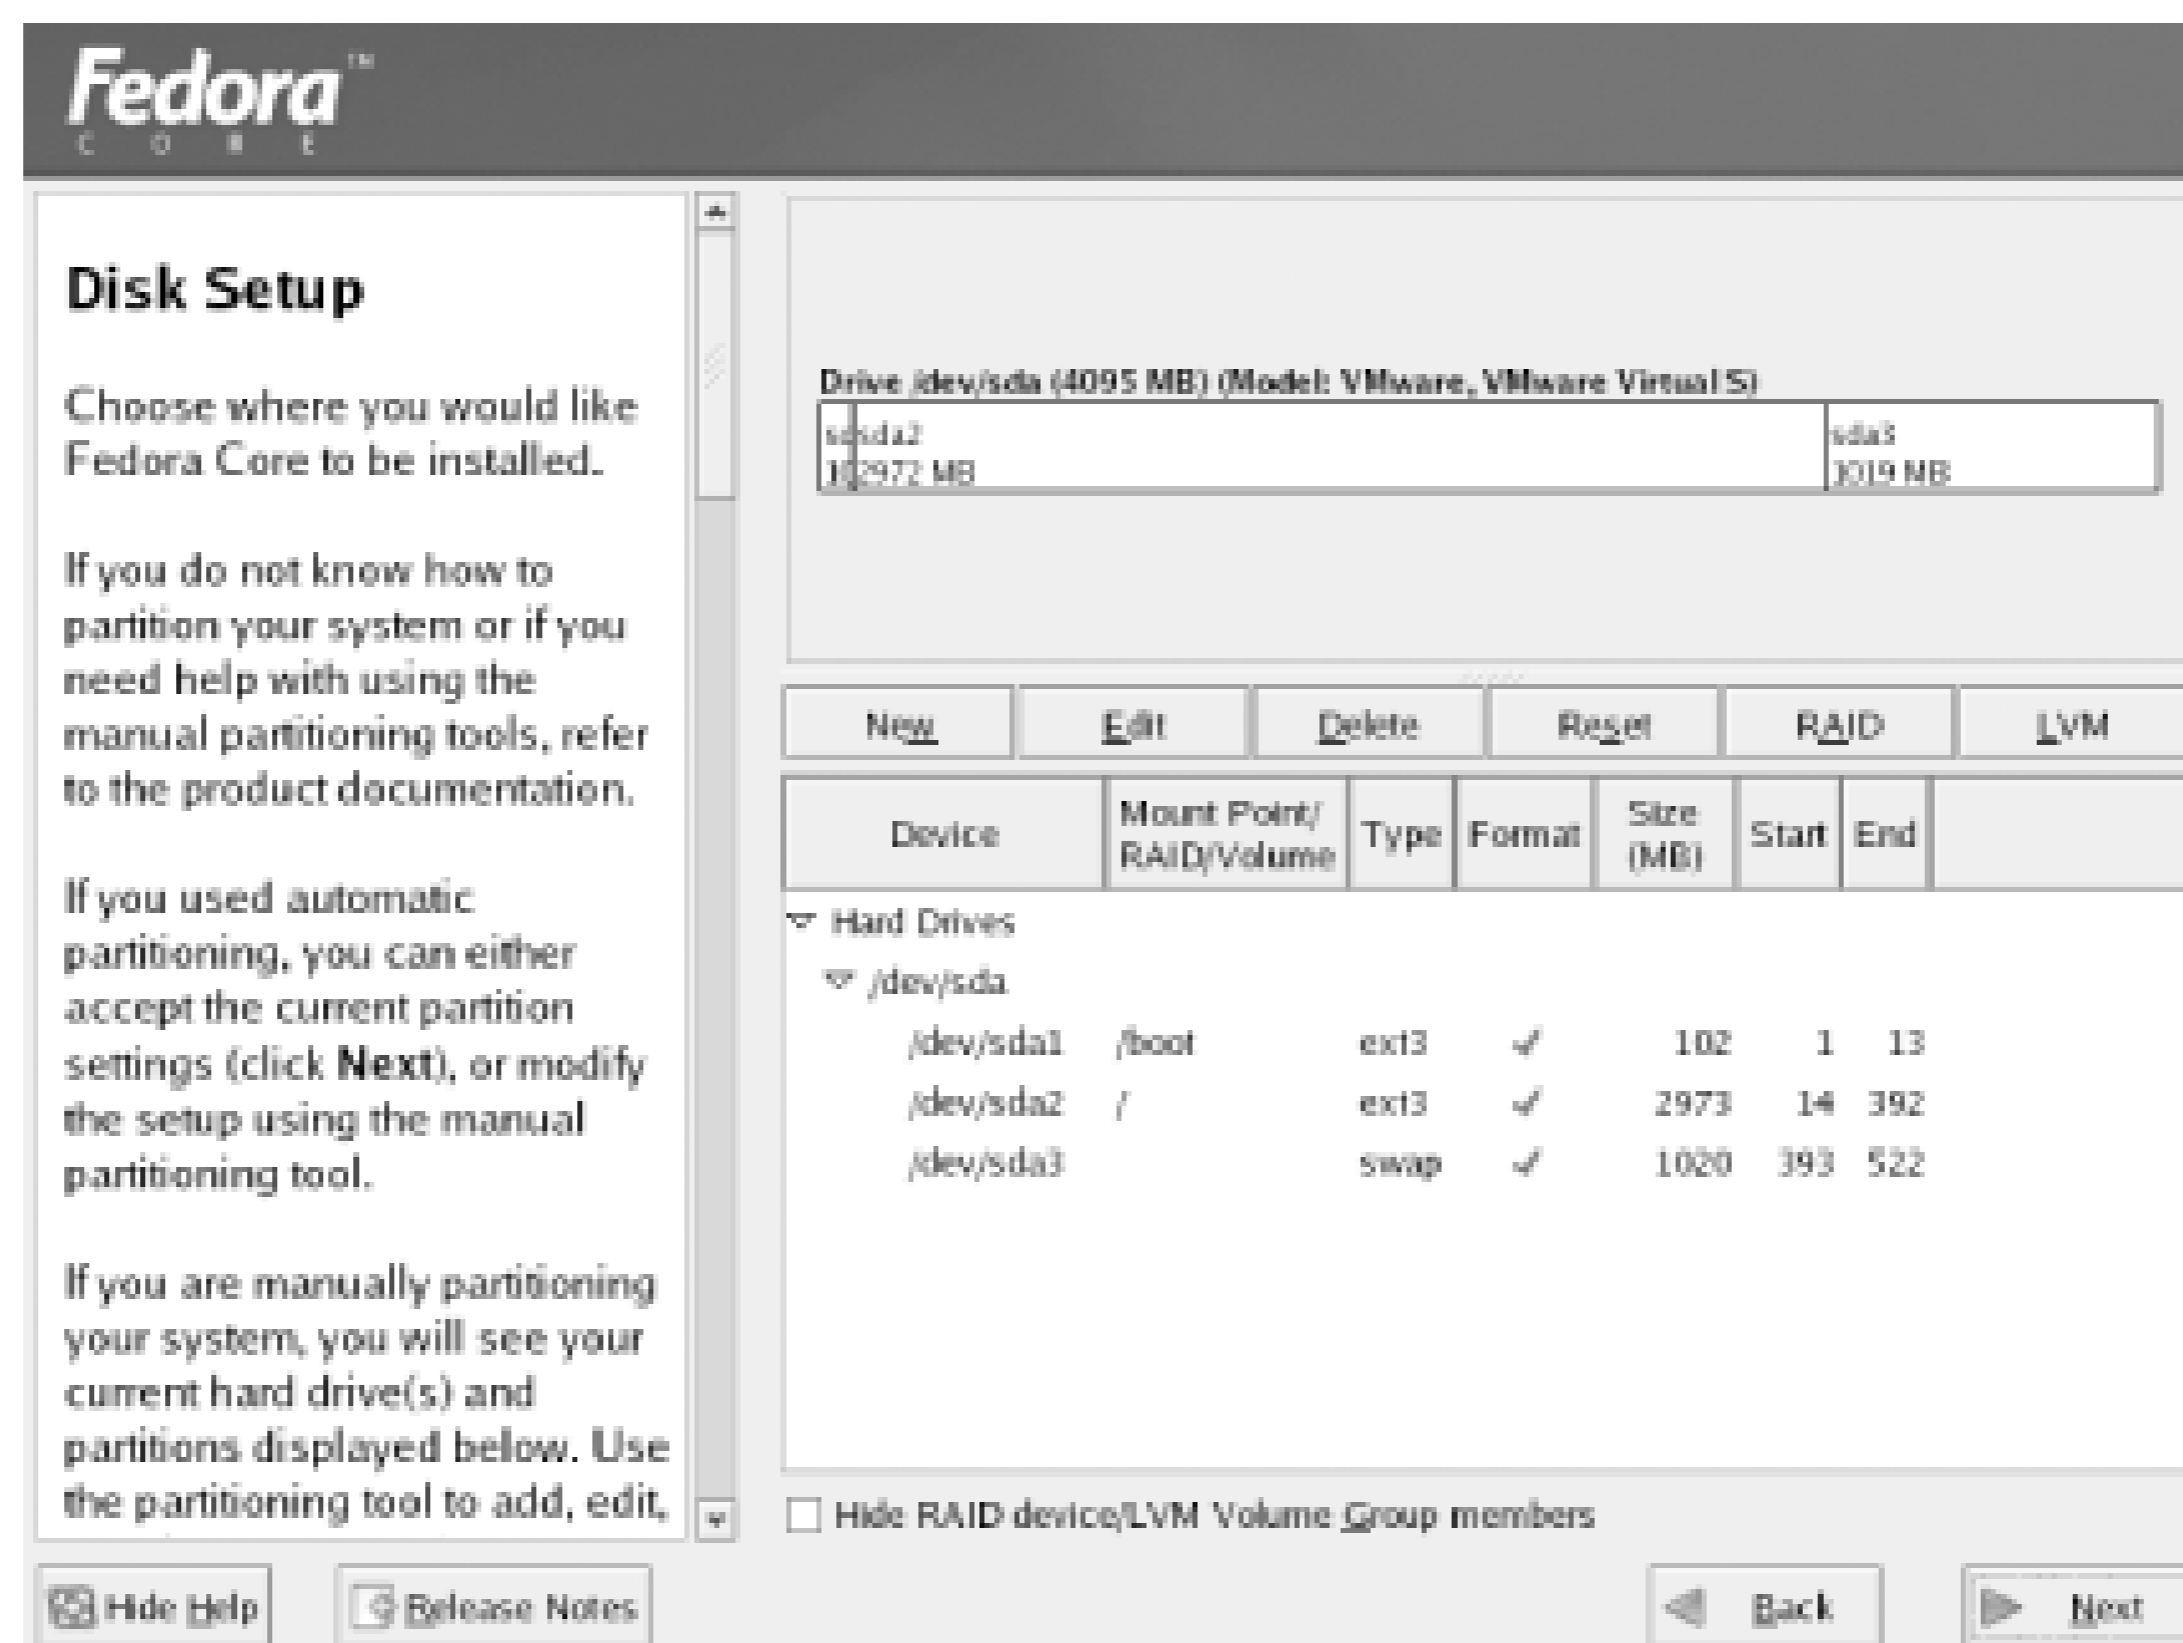 Fedora™
CORE
Disk Setup
Choose where you would like
Fedora Core to be installed.
If you do not know how to
partition your system or if you
need help with using the
manual partitioning tools, refer
to the product documentation.
If you used automatic
partitioning, you can either
accept the current partition
settings (click Next), or modify
the setup using the manual
partitioning tool.
If you are manually partitioning
your system, you will see your
current hard drive(s) and
partitions displayed below. Use
the partitioning tool to add, edit,
Hide Help
Release Notes
Drive /dev/sda (4095 MB) (Model: VMware, VMware Virtual S)
sda2 sda3
2972 MB 1019 MB
New Edit Delete Reset RAID LVM
Device Mount Point/ RAID/Volume Type Format Size (MB) Start End
Hard Drives
/dev/sda
/dev/sda1 /boot ext3 ✓ 102 1 13
/dev/sda2 / ext3 ✓ 2973 14 392
/dev/sda3 swap ✓ 1020 393 522
Hide RAID device/LVM Volume Group members
Back Next